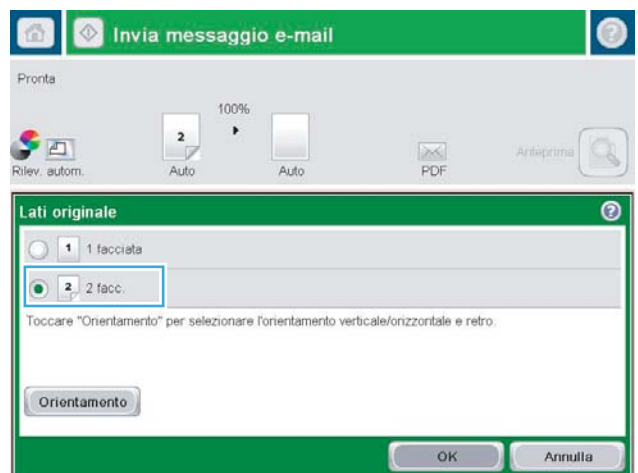 Invia messaggio e-mail
Pronta
100%
2
Rilev. autom.
Auto
Auto
PDF
Anteprima
Lati originale
1 1 facciata
2 2 facc.
Toccare "Orientamento" per selezionare l'orientamento verticale/orizzontale e retro.
Orientamento
OK
Annulla